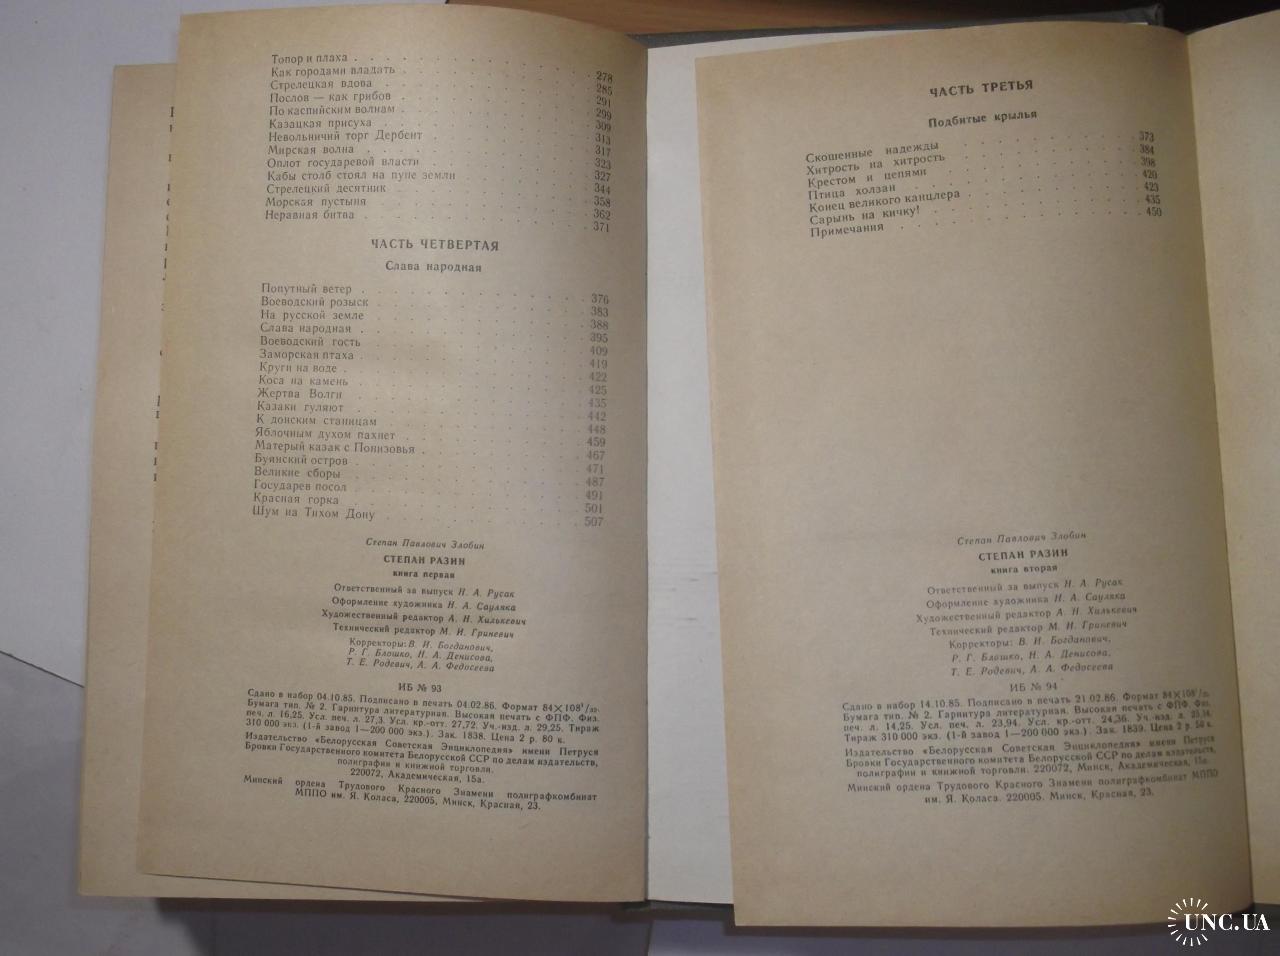 Топор и плаха . . . . . . . . . 278
Как городами владать . . . . . . 285
Стрелецкая вдова . . . . . . . . 291
Послов — как грибов . . . . . . 299
По каспийским волнам . . . . . . 309
Казацкая присуха . . . . . . . . 313
Невольничий торг Дербент . . . . 317
Мирская волна . . . . . . . . . 323
Оплот государевой власти . . . . 327
Кабы столб стоял на пупе земли . 344
Стрелецкий десятник . . . . . . 358
Морская пустыня . . . . . . . . 362
Неравная битва . . . . . . . . . 371
ЧАСТЬ ЧЕТВЕРТАЯ
Слава народная
Попутный ветер . . . . . . . . . 376
Воеводский розыск . . . . . . . 383
На русской земле . . . . . . . . 388
Слава народная . . . . . . . . . 395
Воеводский гость . . . . . . . . 409
Заморская птаха . . . . . . . . 419
Круги на воде . . . . . . . . . 422
Коса на камень . . . . . . . . . 425
Жертва Волги . . . . . . . . . . 435
Казаки гуляют . . . . . . . . . 442
К донским станицам . . . . . . . 448
Яблочным духом пахнет . . . . . 459
Матерый казак с Понизовья . . . 467
Буянский остров . . . . . . . . 471
Великие сборы . . . . . . . . . 487
Государев посол . . . . . . . . 491
Красная горка . . . . . . . . . 501
Шум на Тихом Дону . . . . . . . 507
Степан Павлович Злобин
СТЕПАН РАЗИН
книга первая
Ответственный за выпуск Н. А. Русак
Оформление художника Н. А. Сауляка
Художественный редактор А. Н. Хилькевич
Технический редактор М. И. Гриневич
Корректоры: В. И. Богданович,
Р. Г. Блошко, Н. А. Денисова,
Т. Е. Родевич, А. А. Федосеева
ИБ № 93
Сдано в набор 04.10.85. Подписано в печать 04.02.86. Формат 84×108¹/₃₂.
Бумага тип. № 2. Гарнитура литературная. Высокая печать с ФПФ. Физ.
печ. л. 16,25. Усл. печ. л. 27,3. Усл. кр.-отт. 27,72. Уч.-изд. л. 29,25. Тираж
310 000 экз. (1-й завод 1—200 000 экз.). Зак. 1838. Цена 2 р. 80 к.
Издательство «Белорусская Советская Энциклопедия» имени Петруся
Бровки Государственного комитета Белорусской ССР по делам издательств,
полиграфии и книжной торговли.
220072, Академическая, 15а.
Минский ордена Трудового Красного Знамени полиграфкомбинат
МППО им. Я. Коласа, 220005, Минск, Красная, 23.
ЧАСТЬ ТРЕТЬЯ
Подбитые крылья
Скошенные надежды . . . . . . . 373
Хитрость на хитрость . . . . . . 384
Крестом и цепями . . . . . . . . 398
Птица холзан . . . . . . . . . . 420
Конец великого канцлера . . . . 423
Сарынь на кичку! . . . . . . . . 435
Примечания . . . . . . . . . . . 450
Степан Павлович Злобин
СТЕПАН РАЗИН
книга вторая
Ответственный за выпуск Н. А. Русак
Оформление художника Н. А. Сауляка
Художественный редактор А. Н. Хилькевич
Технический редактор М. И. Гриневич
Корректоры: В. И. Богданович,
Р. Г. Блошко, Н. А. Денисова,
Т. Е. Родевич, А. А. Федосеева
ИБ № 94
Сдано в набор 14.10.85. Подписано в печать 21.02.86. Формат 84×108¹/₃₂.
Бумага тип. № 2. Гарнитура литературная. Высокая печать с ФПФ. Физ.
печ. л. 14,25. Усл. печ. л. 23,94. Усл. кр.-отт. 24,36. Уч.-изд. л.
Тираж 310 000 экз. (1-й завод 1—200 000 экз.). Зак. 1839. Цена 2 р.
Издательство «Белорусская Советская Энциклопедия» имени Петруся
Бровки Государственного комитета Белорусской ССР по делам издательств,
полиграфии и книжной торговли. 220072, Минск, Академическая, 15а.
Минский ордена Трудового Красного Знамени полиграфкомбинат МППО
им. Я. Коласа. 220005. Минск, Красная, 23.
UNC.UA